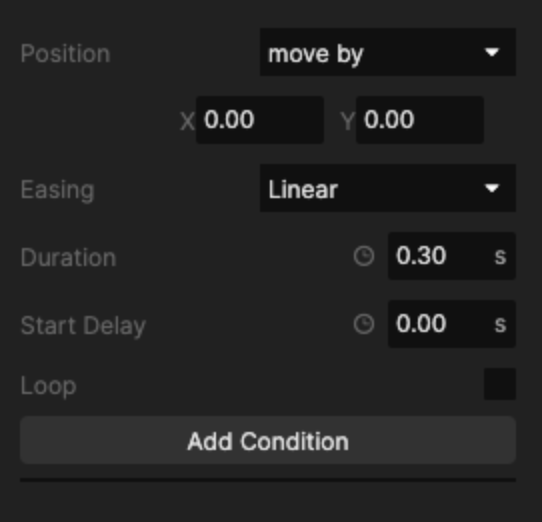 Position move by
X 0.00 Y 0.00
Easing Linear
Duration 0.30 s
Start Delay 0.00 s
Loop
Add Condition